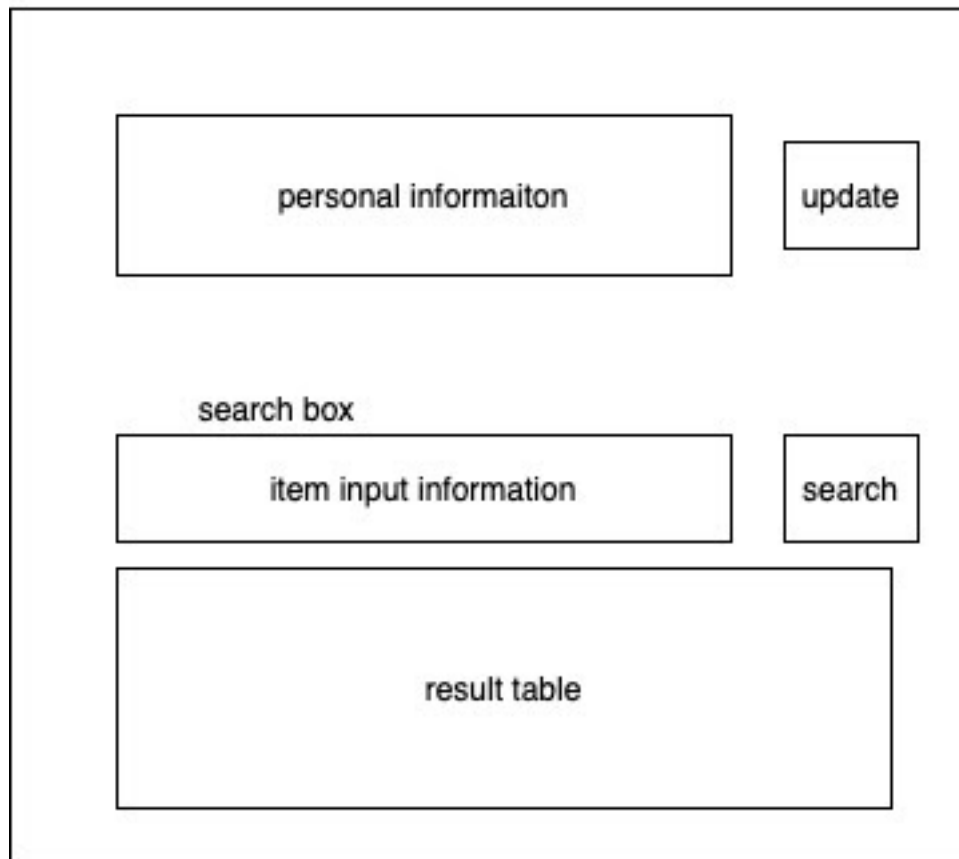 personal informaiton
update
search box
item input information
search
result table